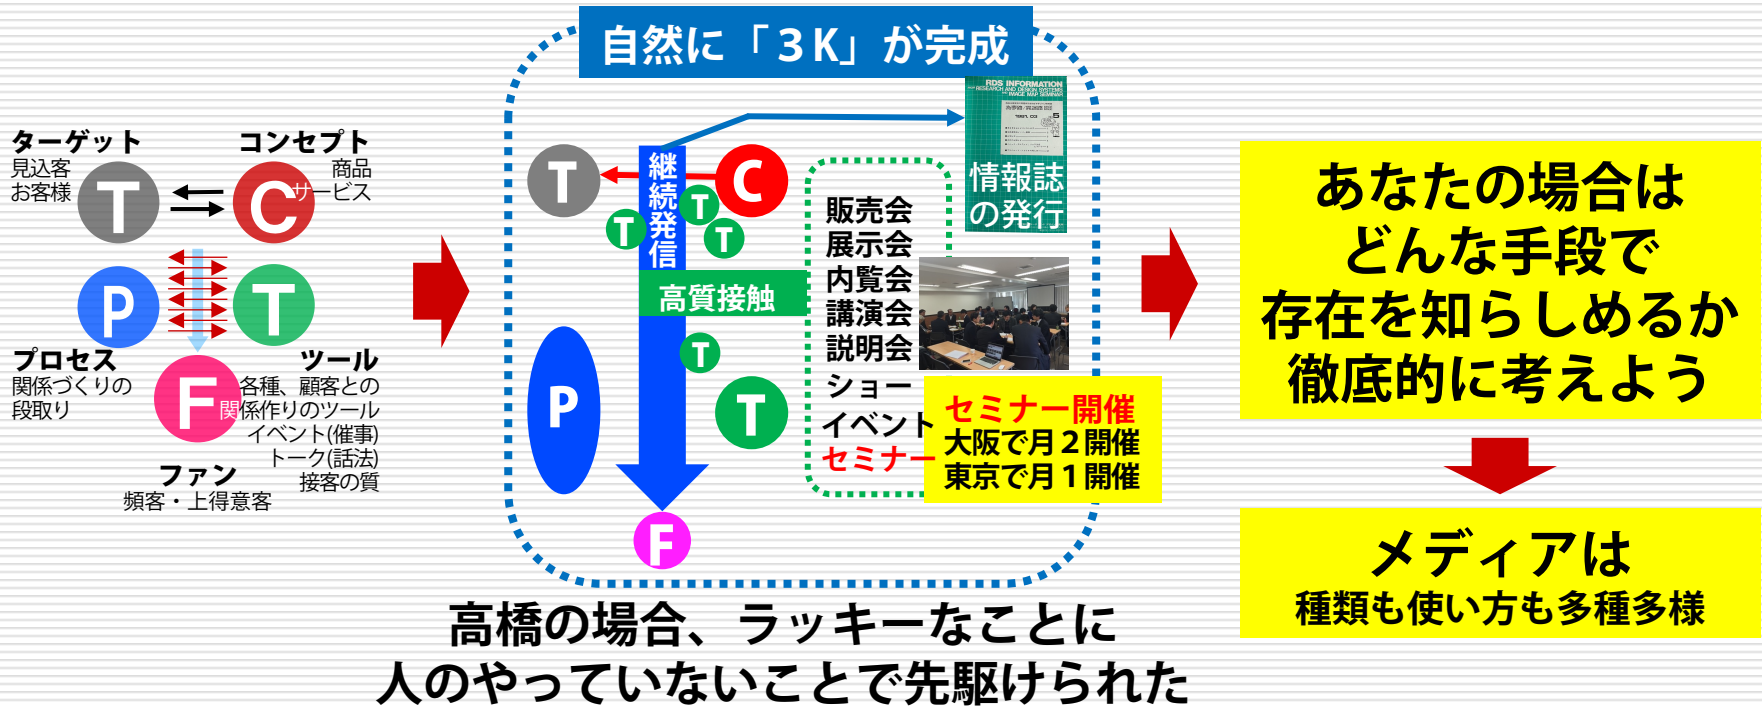 自然に「３K」が完成
ターゲット
見込客
お客様
T
コンセプト
商品
サービス
C
P
T
プロセス
関係づくりの
段取り
F
ツール
各種、顧客との
関係作りのツール
イベント(催事)
トーク(話法)
接客の質
ファン
頻客・上得意客
T
継続発信
C
T
T
T
高質接触
T
P
T
F
RDS INFORMATION
RESEARCH AND DESIGN SYSTEMS
IMAGE MAP SEMINAR
情報誌
の発行
販売会
展示会
内覧会
講演会
説明会
ショー
イベント
セミナー
セミナー開催
大阪で月２開催
東京で月１開催
高橋の場合、ラッキーなことに
人のやっていないことで先駆けられた
あなたの場合は
どんな手段で
存在を知らしめるか
徹底的に考えよう
メディアは
種類も使い方も多種多様